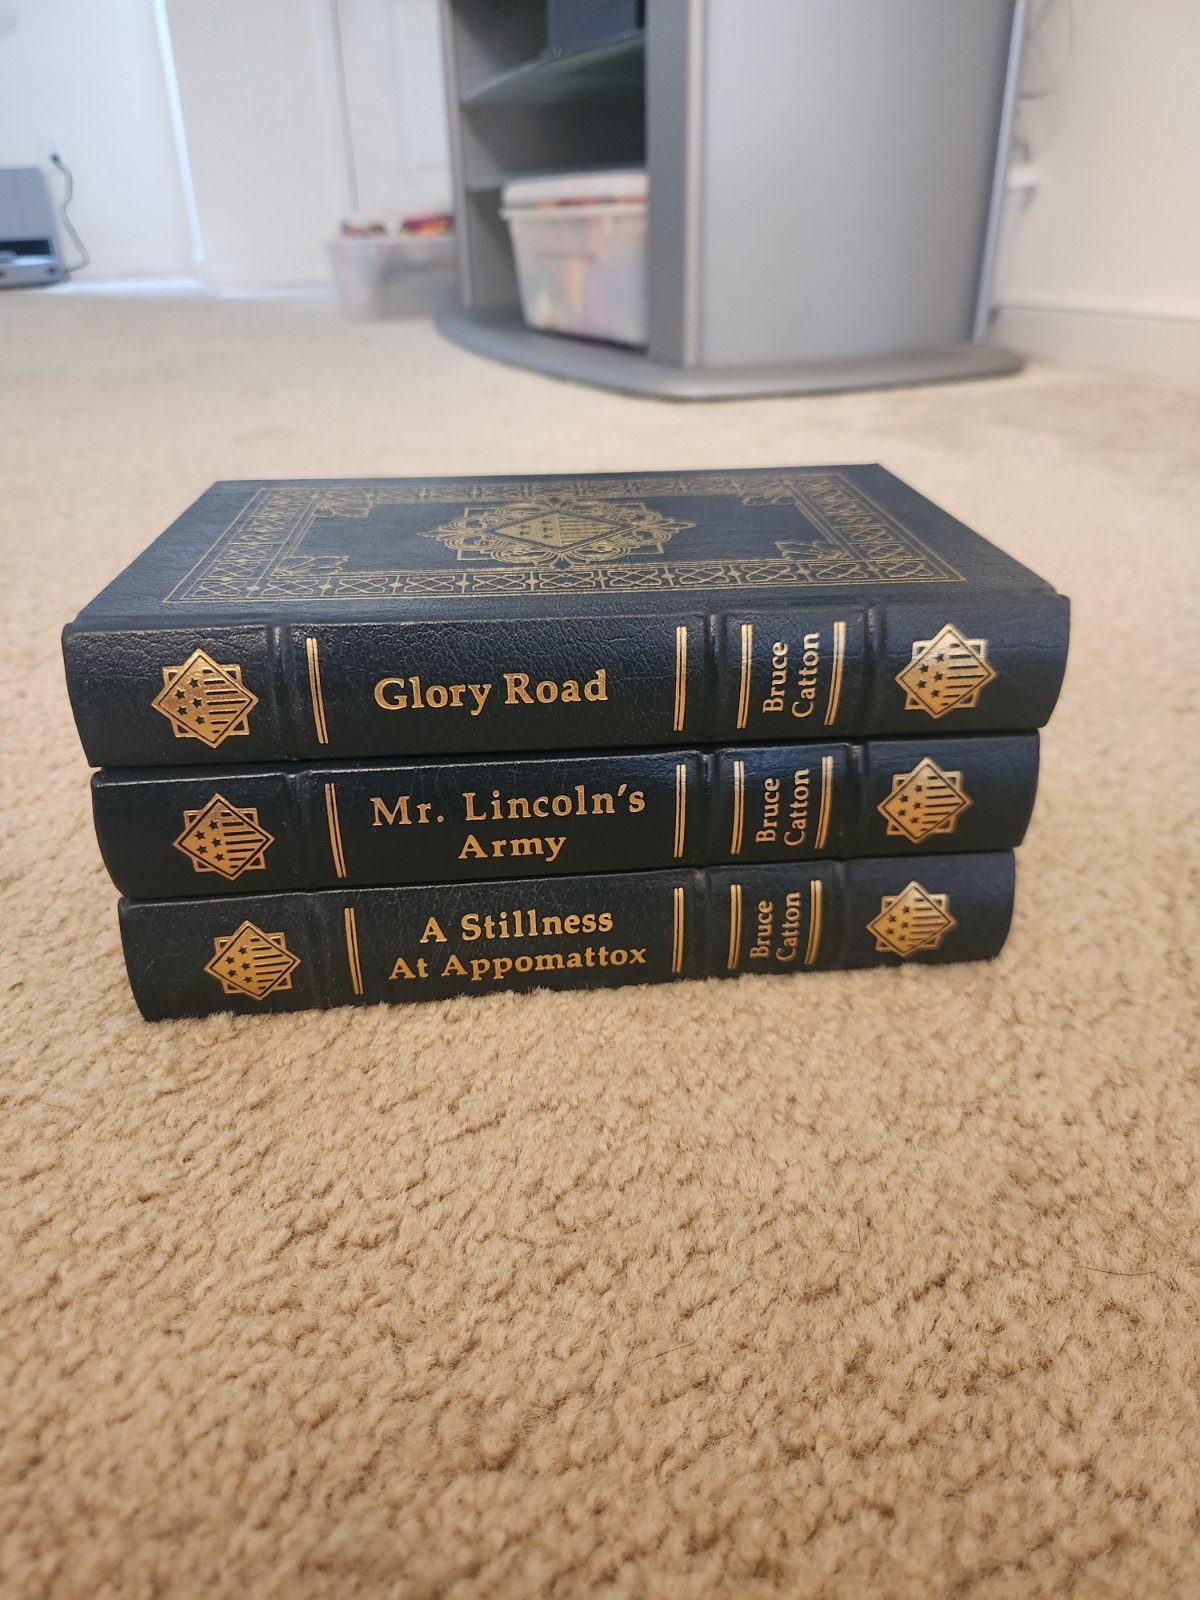 Glory Road
Bruce
Catton
Mr. Lincoln's
Army
Bruce
Catton
A Stillness
At Appomattox
Bruce
Catton